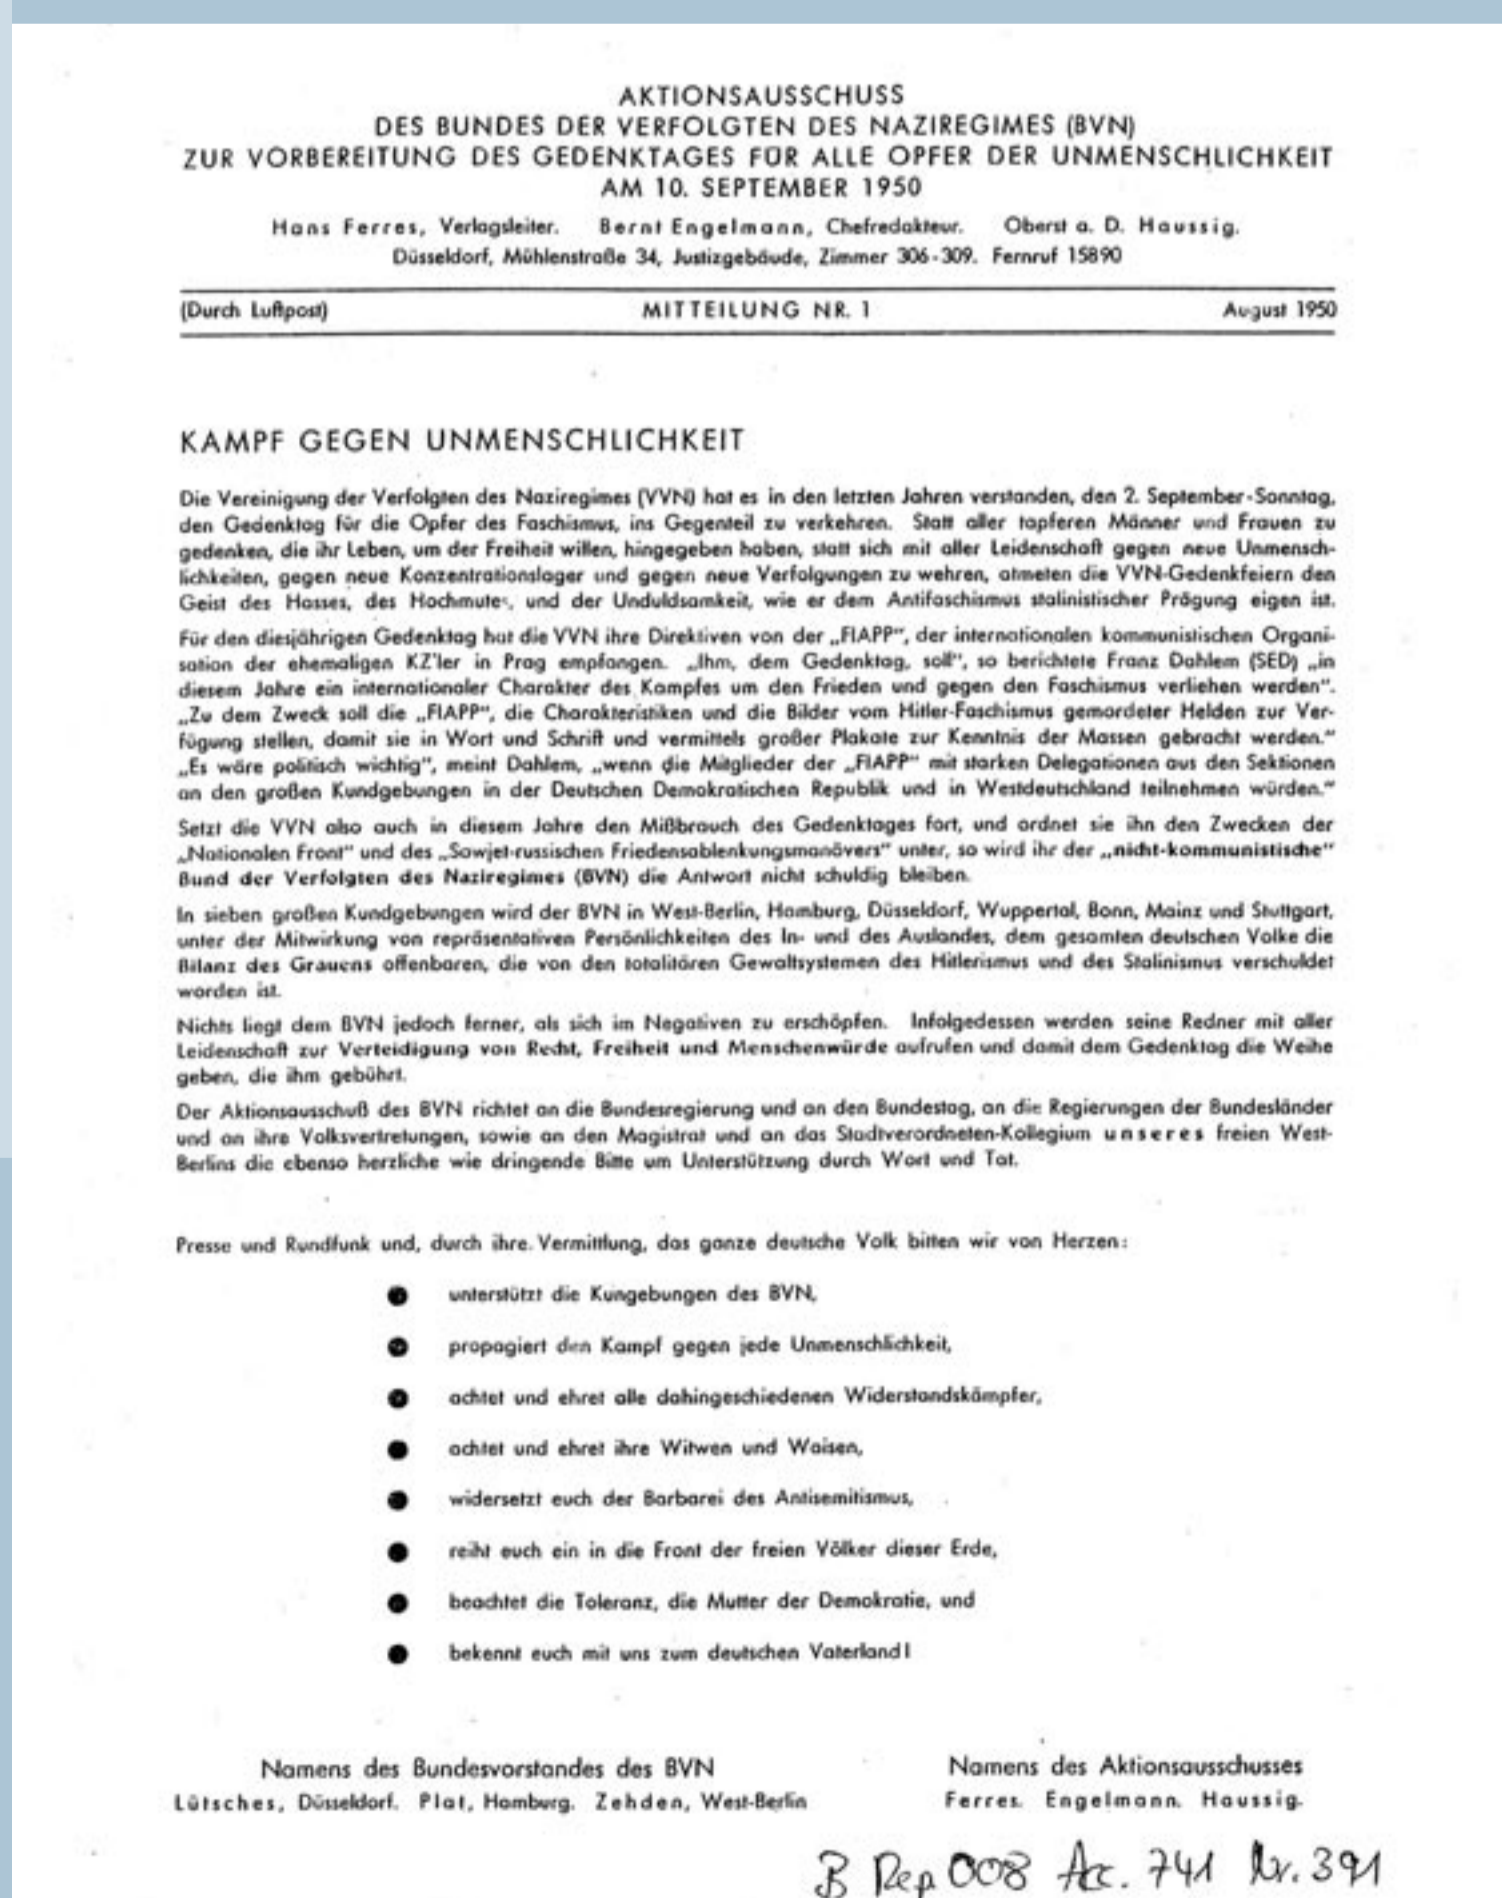 AKTIONSAUSSCHUSS
DES BUNDES DER VERFOLGTEN DES NAZIREGIMES (BVN)
ZUR VORBEREITUNG DES GEDENKTAGES FÜR ALLE OPFER DER UNMENSCHLICHKEIT
AM 10. SEPTEMBER 1950
Hans Ferres, Verlagsleiter. Bernt Engelmann, Chefredakteur. Oberst a. D. Haussig.
Düsseldorf, Mühlenstraße 34, Justizgebäude, Zimmer 306-309. Fernruf 15890
(Durch Luftpost) MITTEILUNG NR. 1 August 1950
KAMPF GEGEN UNMENSCHLICHKEIT
Die Vereinigung der Verfolgten des Naziregimes (VVN) hat es in den letzten Jahren verstanden, den 2. September-Sonntag,
den Gedenktag für die Opfer des Faschismus, ins Gegenteil zu verkehren. Statt aller tapferen Männer und Frauen zu
gedenken, die ihr Leben, um der Freiheit willen, hingegeben haben, statt sich mit aller Leidenschaft gegen neue Unmensch-
lichkeiten, gegen neue Konzentrationslager und gegen neue Verfolgungen zu wehren, atmeten die VVN-Gedenkfeiern den
Geist des Hasses, des Hochmutes, und der Unduldsamkeit, wie er dem Antifaschismus stalinistischer Prägung eigen ist.
Für den diesjährigen Gedenktag hat die VVN ihre Direktiven von der „FIAPP", der internationalen kommunistischen Organi-
sation der ehemaligen KZ'ler in Prag empfangen. „Ihm, dem Gedenktag, soll", so berichtete Franz Dahlem (SED) „in
diesem Jahre ein internationaler Charakter des Kampfes um den Frieden und gegen den Faschismus verliehen werden".
„Zu dem Zweck soll die „FIAPP", die Charakteristiken und die Bilder vom Hitler-Faschismus gemordeter Helden zur Ver-
fügung stellen, damit sie in Wort und Schrift und vermittels großer Plakate zur Kenntnis der Massen gebracht werden."
„Es wäre politisch wichtig", meint Dahlem, „wenn die Mitglieder der „FIAPP" mit starken Delegationen aus den Sektionen
an den großen Kundgebungen in der Deutschen Demokratischen Republik und in Westdeutschland teilnehmen würden."
Setzt die VVN also auch in diesem Jahre den Mißbrauch des Gedenktages fort, und ordnet sie ihn den Zwecken der
„Nationalen Front" und des „Sowjet-russischen Friedensablenkungsmanövers" unter, so wird ihr der „nicht-kommunistische"
Bund der Verfolgten des Naziregimes (BVN) die Antwort nicht schuldig bleiben.
In sieben großen Kundgebungen wird der BVN in West-Berlin, Hamburg, Düsseldorf, Wuppertal, Bonn, Mainz und Stuttgart,
unter der Mitwirkung von repräsentativen Persönlichkeiten des In- und des Auslandes, dem gesamten deutschen Volke die
Bilanz des Grauens offenbaren, die von den totalitären Gewaltsystemen des Hitlerismus und des Stalinismus verschuldet
worden ist.
Nichts liegt dem BVN jedoch ferner, als sich im Negativen zu erschöpfen. Infolgedessen werden seine Redner mit aller
Leidenschaft zur Verteidigung von Recht, Freiheit und Menschenwürde aufrufen und damit dem Gedenktag die Weihe
geben, die ihm gebührt.
Der Aktionsausschuß des BVN richtet an die Bundesregierung und an den Bundestag, an die Regierungen der Bundesländer
und an ihre Volksvertretungen, sowie an den Magistrat und an das Stadtverordneten-Kollegium unseres freien West-
Berlins die ebenso herzliche wie dringende Bitte um Unterstützung durch Wort und Tat.
Presse und Rundfunk und, durch ihre Vermittlung, das ganze deutsche Volk bitten wir von Herzen:
● unterstützt die Kungebungen des BVN,
● propagiert den Kampf gegen jede Unmenschlichkeit,
● achtet und ehret alle dahingeschiedenen Widerstandskämpfer,
● achtet und ehret ihre Witwen und Waisen,
● widersetzt euch der Barbarei des Antisemitismus,
● reiht euch ein in die Front der freien Völker dieser Erde,
● beachtet die Toleranz, die Mutter der Demokratie, und
● bekennt euch mit uns zum deutschen Vaterland!
Namens des Bundesvorstandes des BVN Namens des Aktionsausschusses
Lütsches, Düsseldorf. Plat, Hamburg. Zehden, West-Berlin Ferres. Engelmann. Haussig.
B Rep 008 Acc. 741 Nr. 391